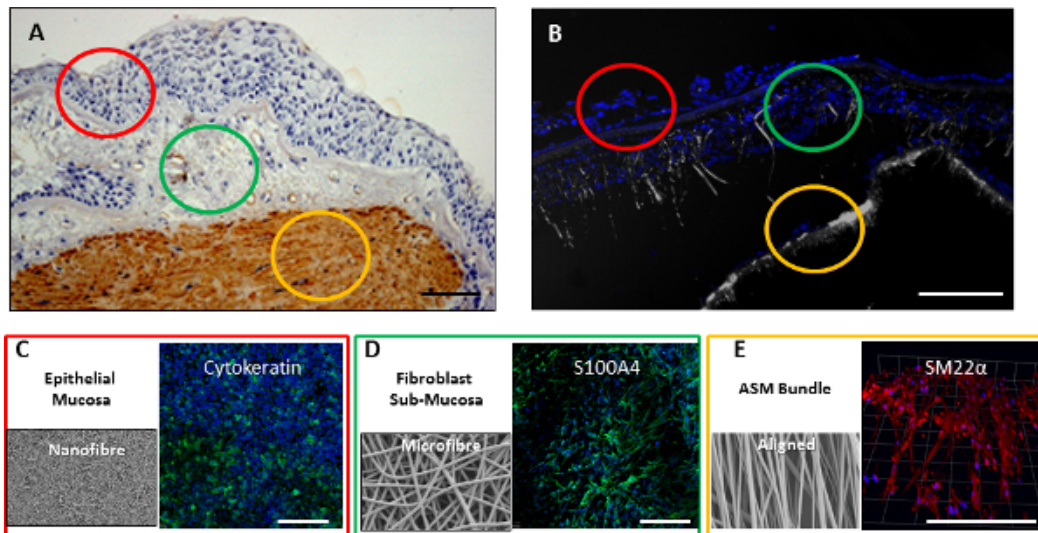 A
B
C
Epithelial
Mucosa
Nanofibre
Cytokeratin
D
Fibroblast
Sub-Mucosa
Microfibre
S100A4
E
ASM Bundle
Aligned
SM22α